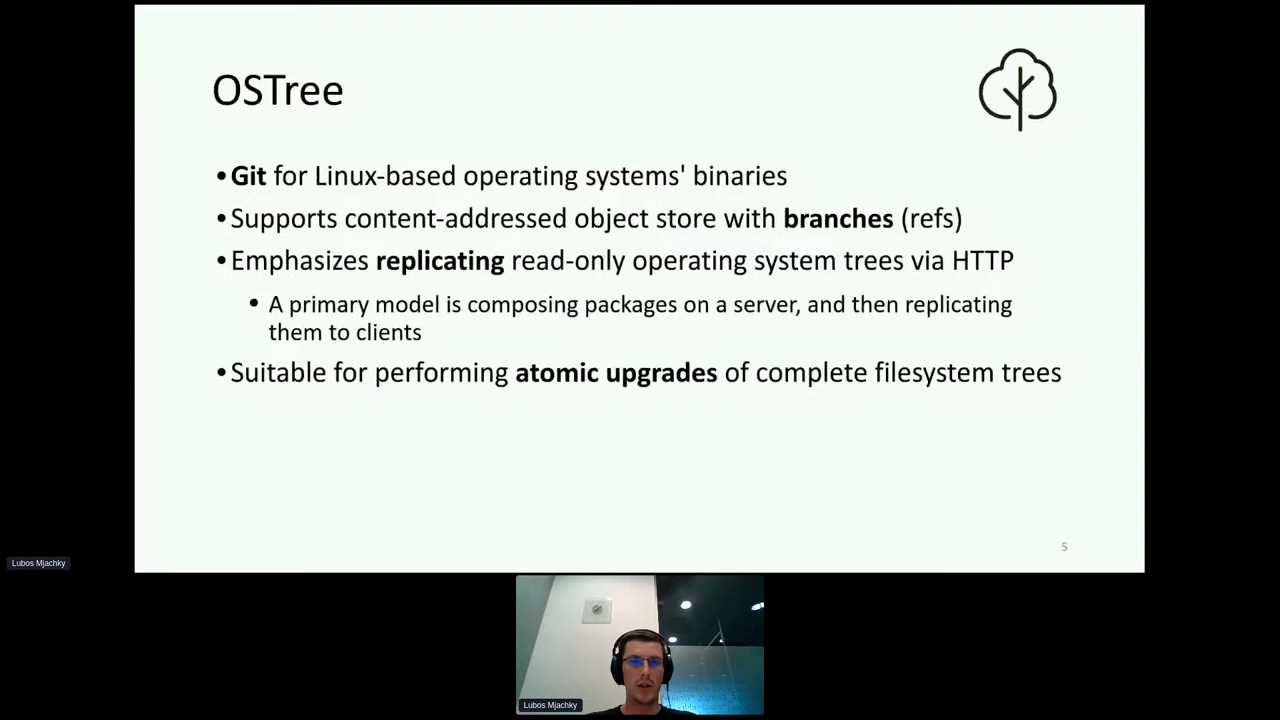 OSTree
•Git for Linux-based operating systems' binaries
•Supports content-addressed object store with branches (refs)
•Emphasizes replicating read-only operating system trees via HTTP
• A primary model is composing packages on a server, and then replicating
them to clients
•Suitable for performing atomic upgrades of complete filesystem trees
5
Lubos Mjachky
Lubos Mjachky